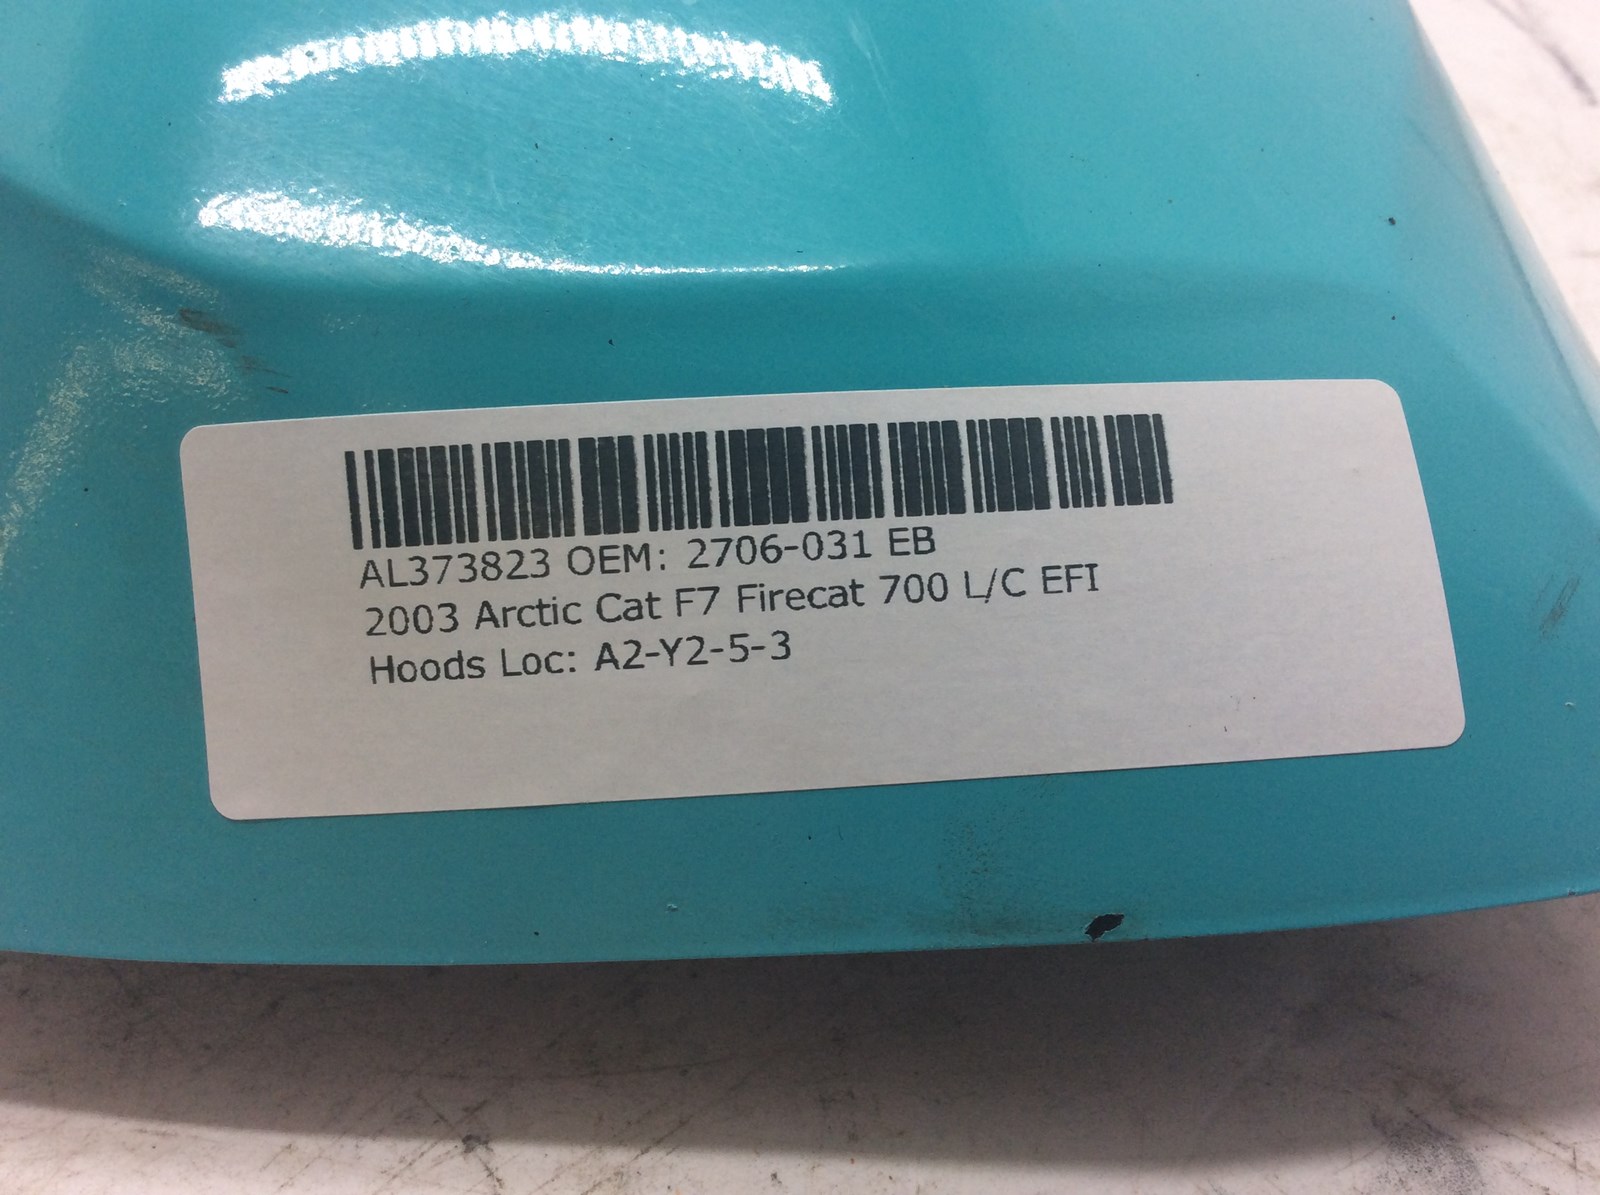 AL373823 OEM: 2706-031 EB
2003 Arctic Cat F7 Firecat 700 L/C EFI
Hoods Loc: A2-Y2-5-3